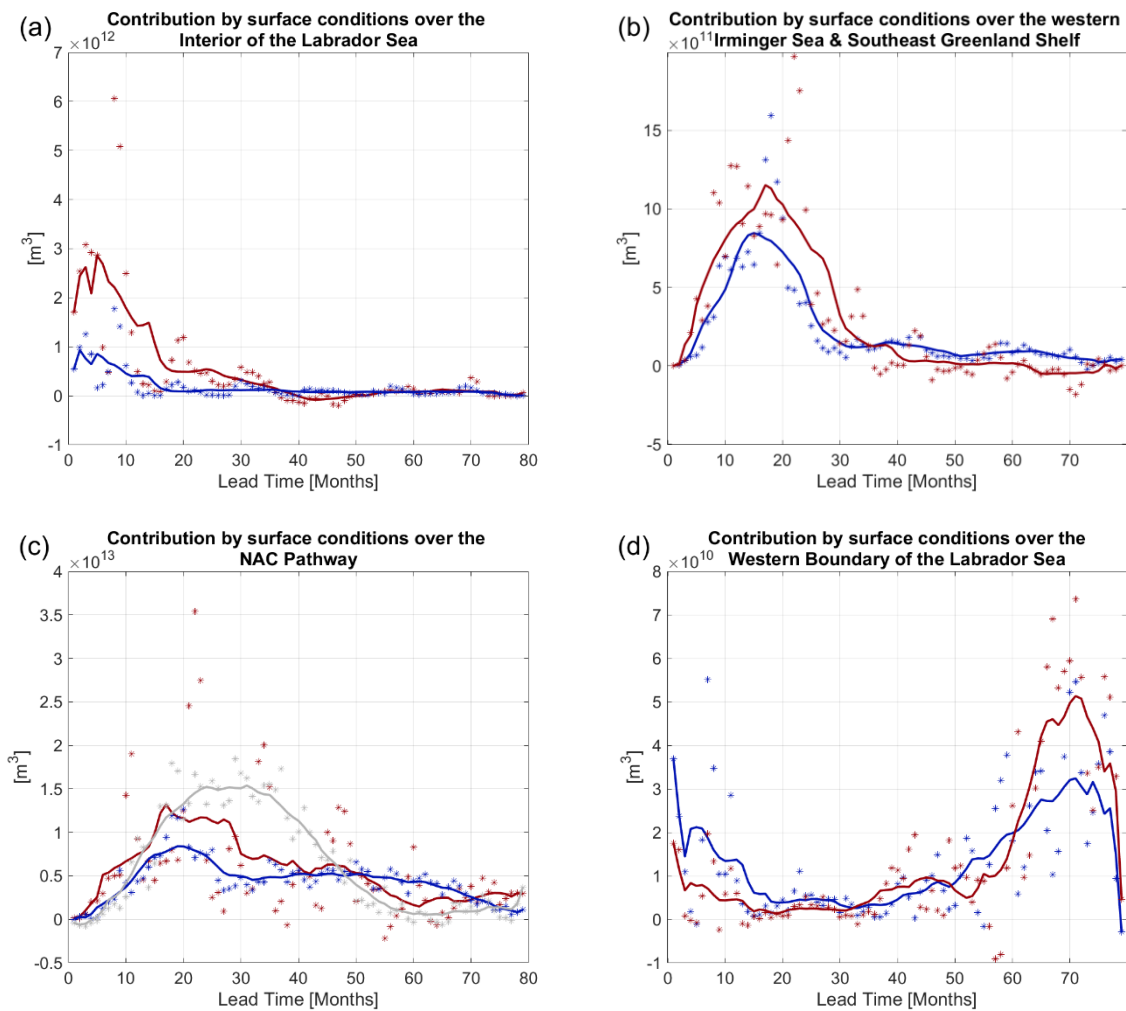 (a)
Contribution by surface conditions over the
Interior of the Labrador Sea
×10^12
7
6
5
4
3
2
1
0
-1
[m^3]
0 10 20 30 40 50 60 70 80
Lead Time [Months]
(b)
Contribution by surface conditions over the western
Irminger Sea & Southeast Greenland Shelf
×10^11
15
10
5
0
-5
[m^3]
0 10 20 30 40 50 60 70
Lead Time [Months]
(c)
Contribution by surface conditions over the
NAC Pathway
×10^13
4
3.5
3
2.5
2
1.5
1
0.5
0
-0.5
[m^3]
0 10 20 30 40 50 60 70 80
Lead Time [Months]
(d)
Contribution by surface conditions over the
Western Boundary of the Labrador Sea
×10^10
8
7
6
5
4
3
2
1
0
-1
[m^3]
0 10 20 30 40 50 60 70
Lead Time [Months]